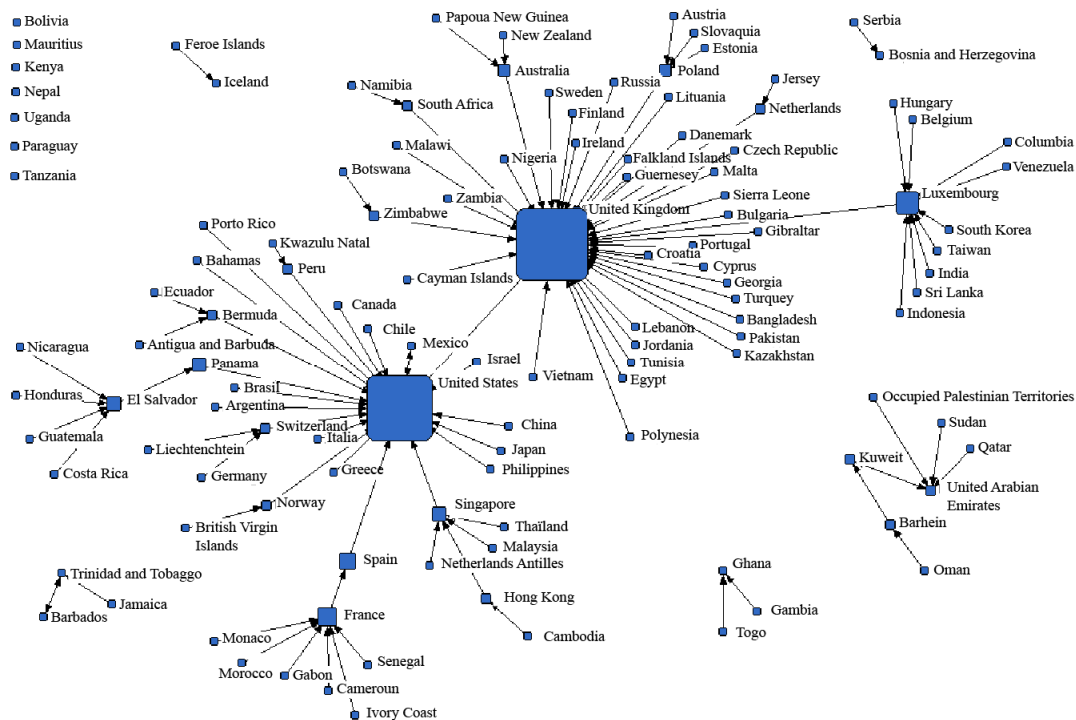 Bolivia
Mauritius
Kenya
Nepal
Uganda
Paraguay
Tanzania
Feroe Islands
Iceland
Papoua New Guinea
New Zealand
Australia
Austria
Slovaquia
Estonia
Poland
Serbia
Bosnia and Herzegovina
Namibia
South Africa
Sweden
Russia
Lituania
Jersey
Netherlands
Finland
Ireland
Malawi
Nigeria
Danemark
Czech Republic
Falkland Islands
Guernesey
Malta
Botswana
Zambia
Zimbabwe
Sierra Leone
United Kingdom
Bulgaria
Gibraltar
Hungary
Belgium
Columbia
Venezuela
Luxembourg
South Korea
Taiwan
India
Sri Lanka
Indonesia
Porto Rico
Kwazulu Natal
Bahamas
Peru
Cayman Islands
Portugal
Croatia
Cyprus
Georgia
Turquey
Bangladesh
Pakistan
Kazakhstan
Ecuador
Bermuda
Canada
Chile
Mexico
Lebanon
Jordania
Tunisia
Egypt
Vietnam
Polynesia
Antigua and Barbuda
Nicaragua
Panama
Israel
United States
Brasil
Honduras
El Salvador
Argentina
Switzerland
Italia
China
Guatemala
Liechtenchtein
Japan
Costa Rica
Germany
Greece
Philippines
Norway
Singapore
British Virgin
Islands
Thaïland
Malaysia
Netherlands Antilles
Occupied Palestinian Territories
Sudan
Kuweit
Qatar
United Arabian
Emirates
Barhein
Oman
Spain
Trinidad and Tobaggo
Jamaica
Barbados
Hong Kong
Cambodia
Ghana
Gambia
Togo
France
Monaco
Morocco
Gabon
Senegal
Cameroun
Ivory Coast